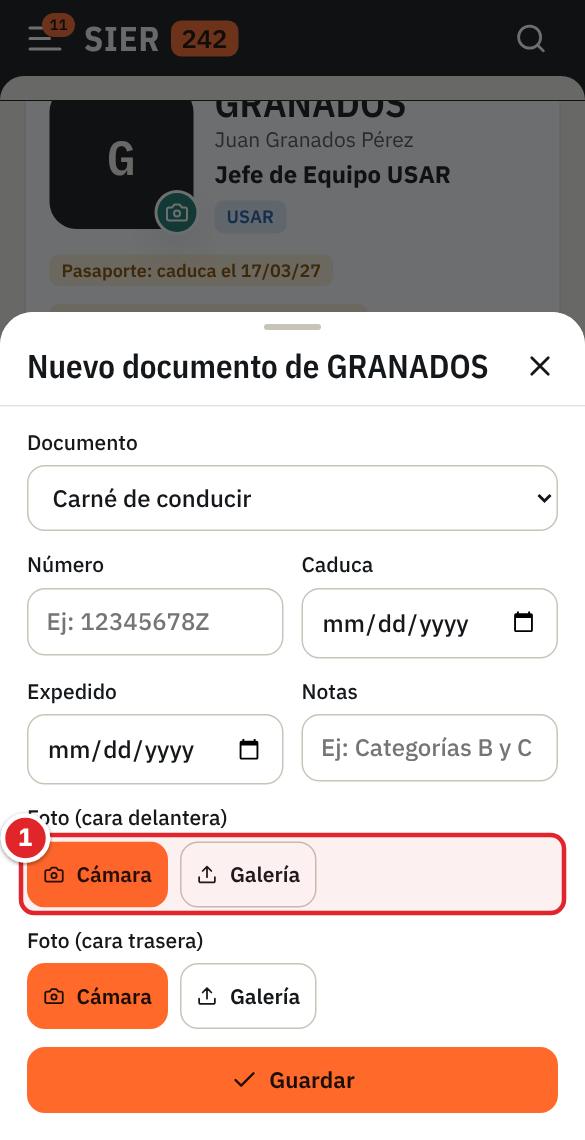 11
SIER 242
GRANADOS
G
Juan Granados Pérez
Jefe de Equipo USAR
USAR
Pasaporte: caduca el 17/03/27
Nuevo documento de GRANADOS
Documento
Carné de conducir
Número
Caduca
Ej: 12345678Z
mm/dd/yyyy
Expedido
Notas
mm/dd/yyyy
Ej: Categorías B y C
Foto (cara delantera)
1
Cámara
Galería
Foto (cara trasera)
Cámara
Galería
Guardar